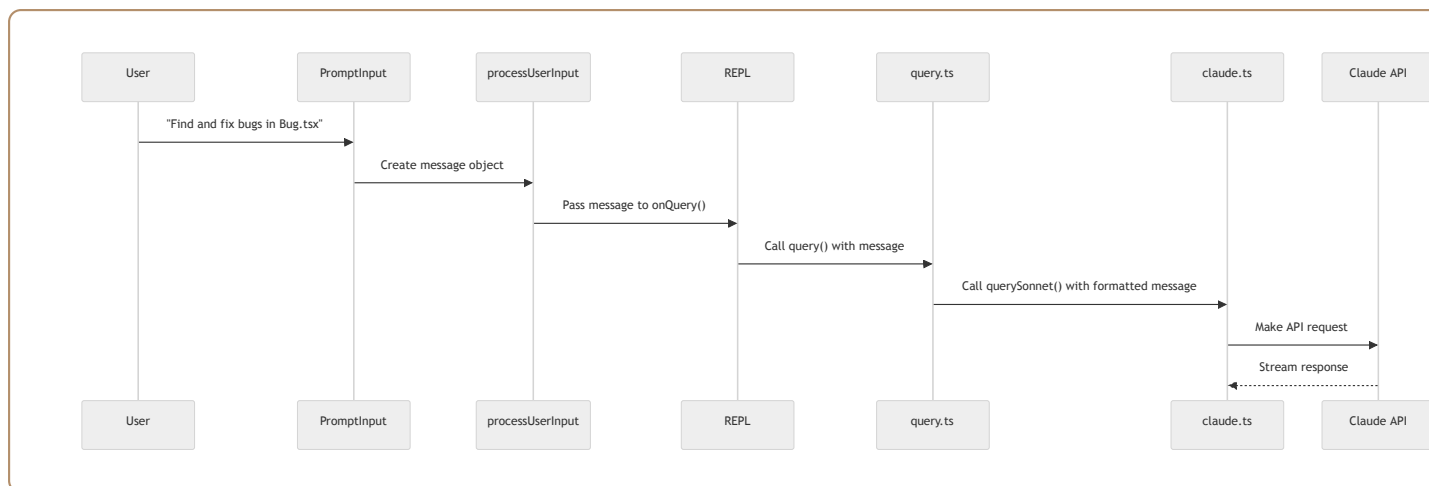 User
PromptInput
processUserInput
REPL
query.ts
claude.ts
Claude API
"Find and fix bugs in Bug.tsx"
Create message object
Pass message to onQuery()
Call query() with message
Call querySonnet() with formatted message
Make API request
Stream response
User
PromptInput
processUserInput
REPL
query.ts
claude.ts
Claude API